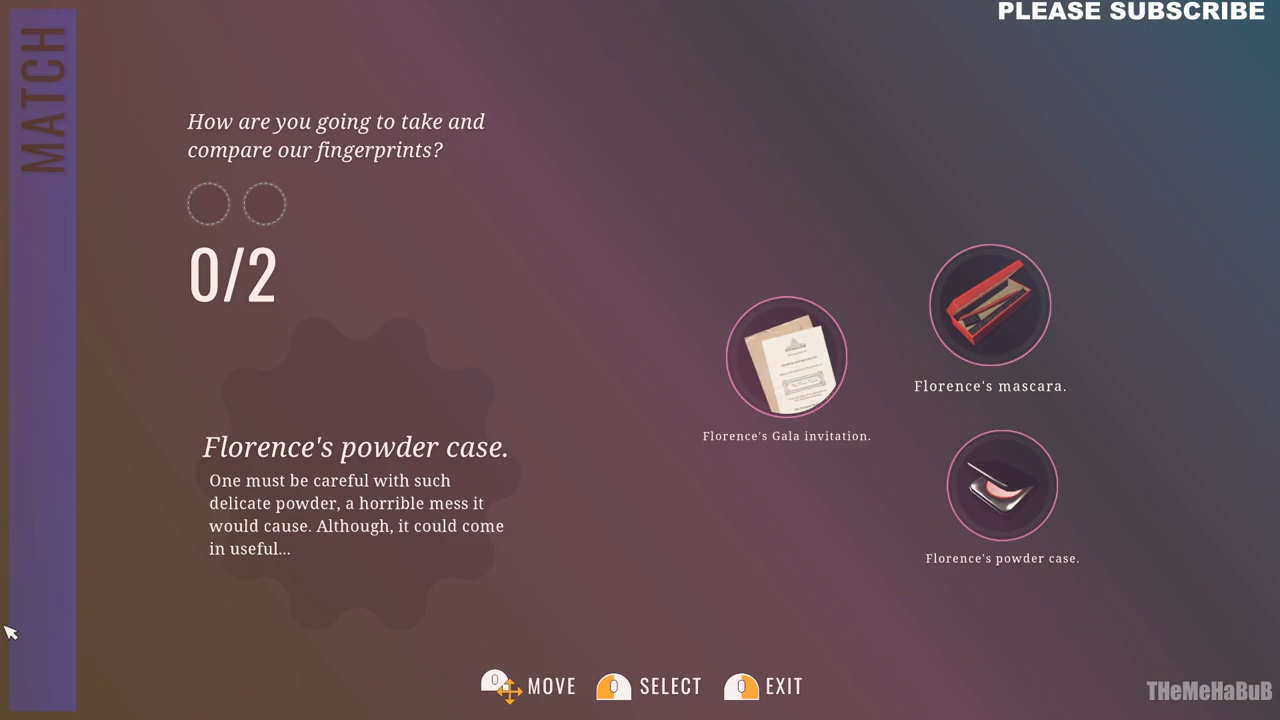 PLEASE SUBSCRIBE
MATCH
How are you going to take and
compare our fingerprints?
0/2
Florence's powder case.
One must be careful with such
delicate powder, a horrible mess it
would cause. Although, it could come
in useful...
Florence's Gala invitation.
Florence's mascara.
Florence's powder case.
MOVE
SELECT
EXIT
THeMeHaBuB